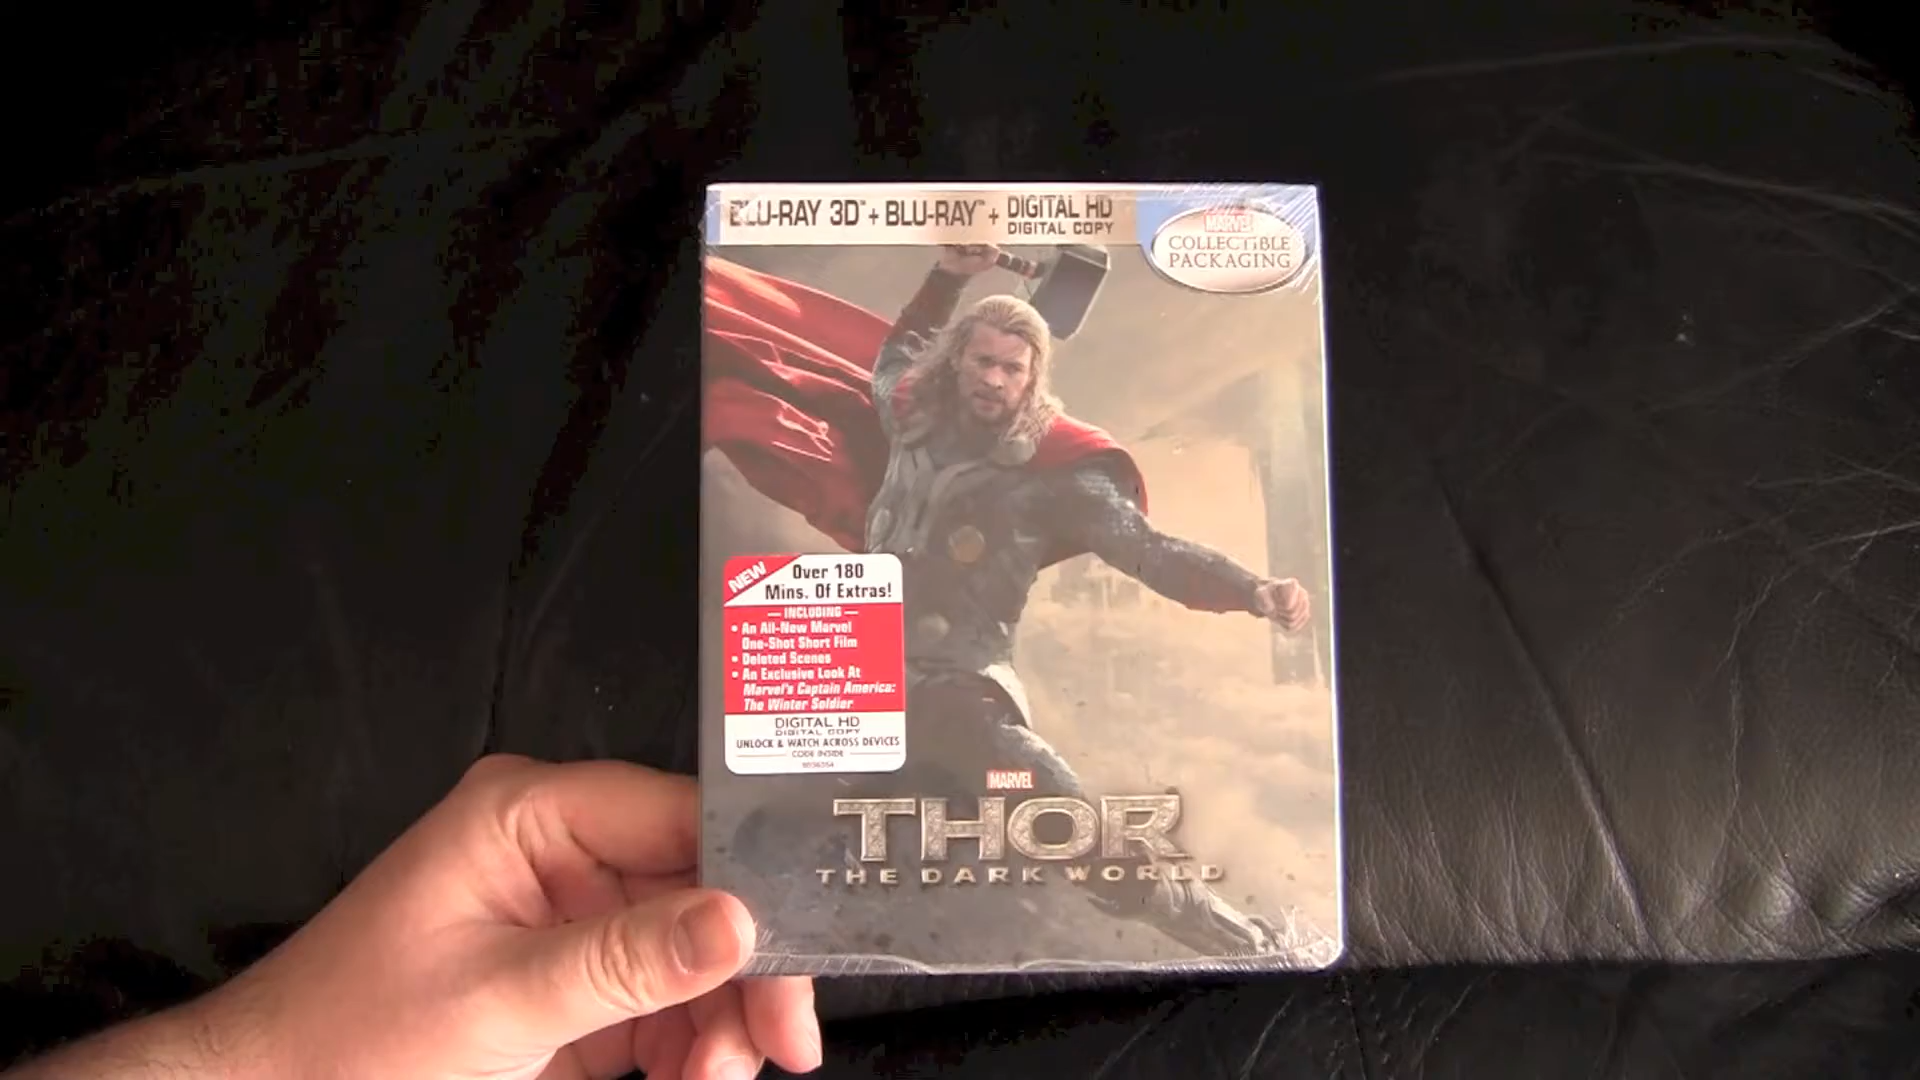 BLU-RAY 3D™ + BLU-RAY™ + DIGITAL HD
DIGITAL COPY
MARVEL
COLLECTIBLE
PACKAGING
NEW
Over 180
Mins. Of Extras!
— INCLUDING —
• An All-New Marvel
One-Shot Short Film
• Deleted Scenes
• An Exclusive Look At
Marvel's Captain America:
The Winter Soldier
DIGITAL HD
DIGITAL COPY
UNLOCK & WATCH ACROSS DEVICES
CODE INSIDE
MARVEL
THOR
THE DARK WORLD